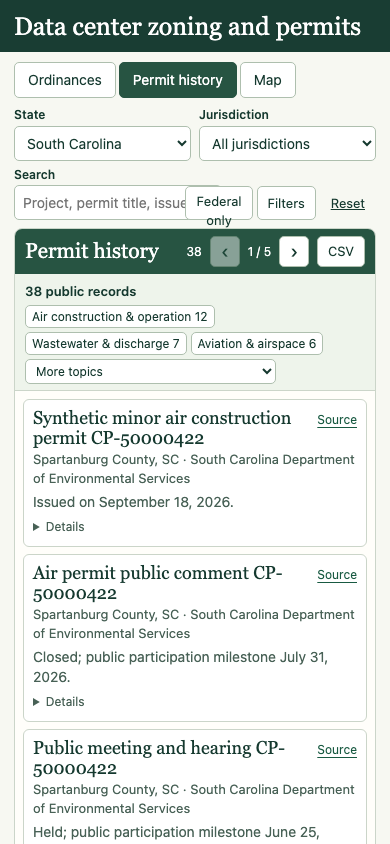 Data center zoning and permits
Ordinances
Permit history
Map
State
Jurisdiction
South Carolina
All jurisdictions
Search
Project, permit title, issue
Federal only
Filters
Reset
Permit history
38
‹
1 / 5
›
CSV
38 public records
Air construction & operation 12
Wastewater & discharge 7
Aviation & airspace 6
More topics
Synthetic minor air construction
permit CP-50000422
Source
Spartanburg County, SC · South Carolina Department
of Environmental Services
Issued on September 18, 2026.
▶ Details
Air permit public comment CP-
50000422
Source
Spartanburg County, SC · South Carolina Department
of Environmental Services
Closed; public participation milestone July 31,
2026.
▶ Details
Public meeting and hearing CP-
50000422
Source
Spartanburg County, SC · South Carolina Department
of Environmental Services
Held; public participation milestone June 25,